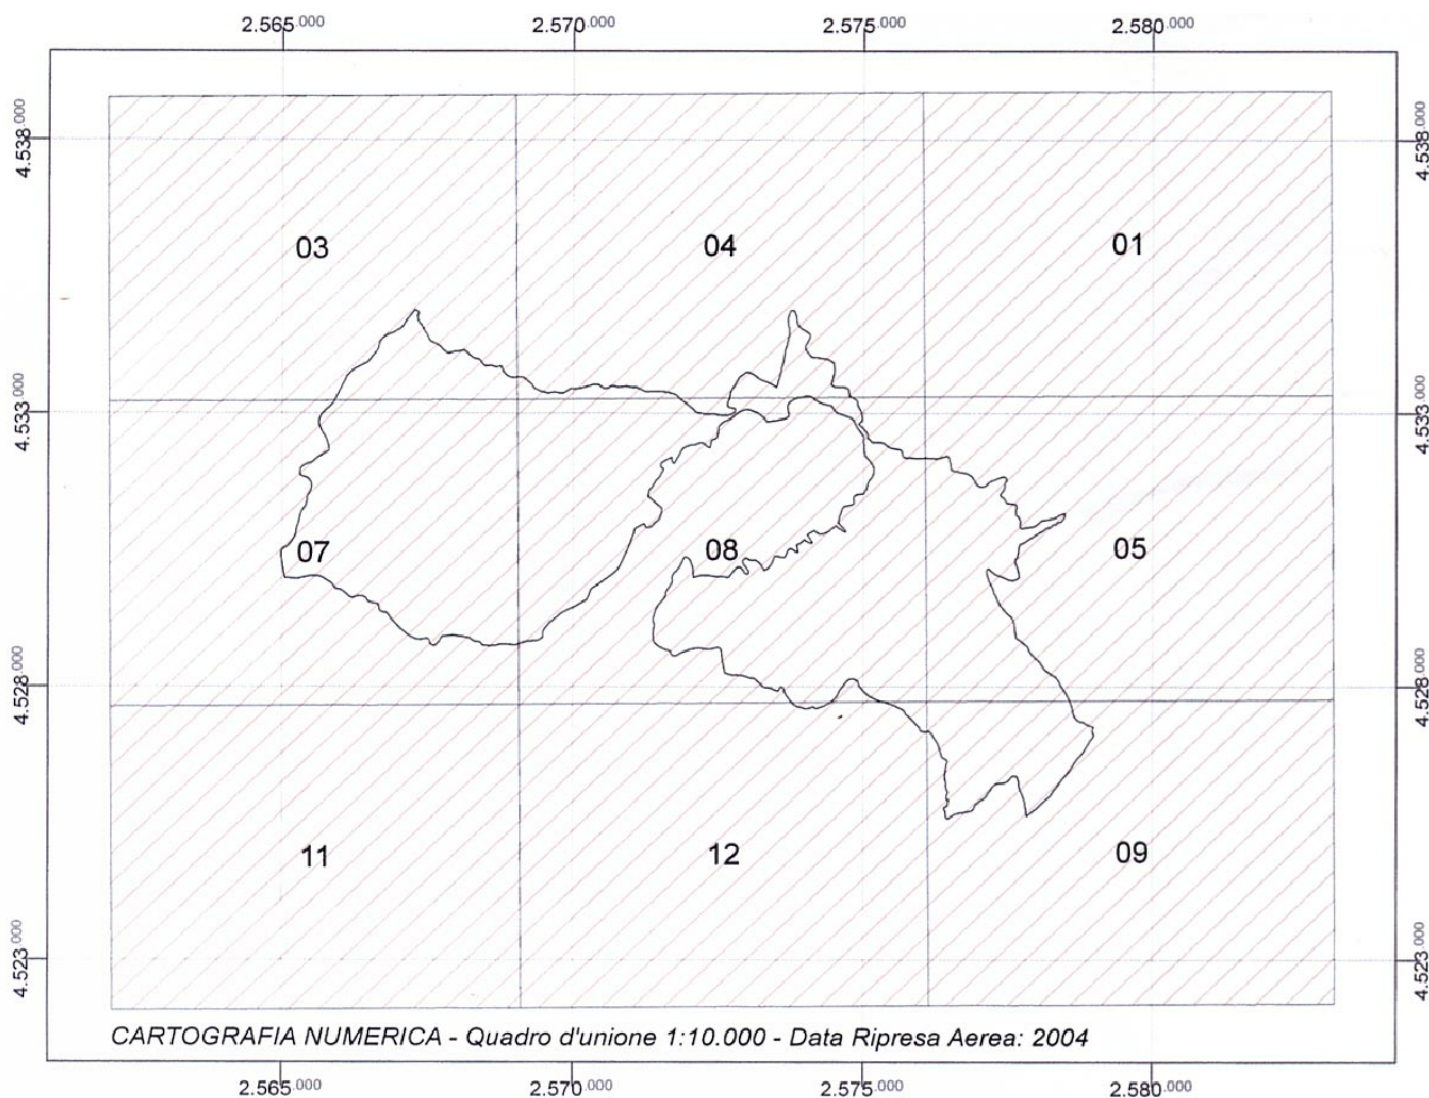 2.565.000 2.570.000 2.575.000 2.580.000
4.538.000 4.538.000
03 04 01
4.533.000 4.533.000
07 08 05
4.528.000 4.528.000
11 12 09
4.523.000 4.523.000
CARTOGRAFIA NUMERICA - Quadro d'unione 1:10.000 - Data Ripresa Aerea: 2004
2.565.000 2.570.000 2.575.000 2.580.000